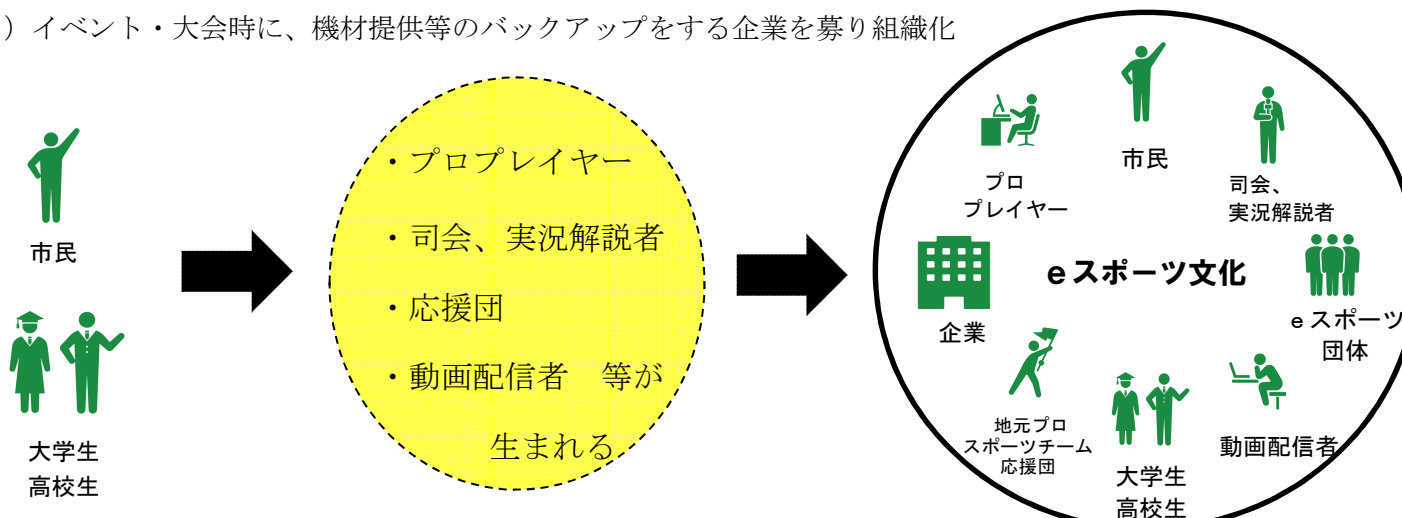 ）イベント・大会時に、機材提供等のバックアップをする企業を募り組織化
市民
大学生
高校生
・プロプレイヤー
・司会、実況解説者
・応援団
・動画配信者　等が
生まれる
市民
プロ
プレイヤー
司会、
実況解説者
企業
eスポーツ文化
eスポーツ
団体
地元プロ
スポーツチーム
応援団
大学生
高校生
動画配信者